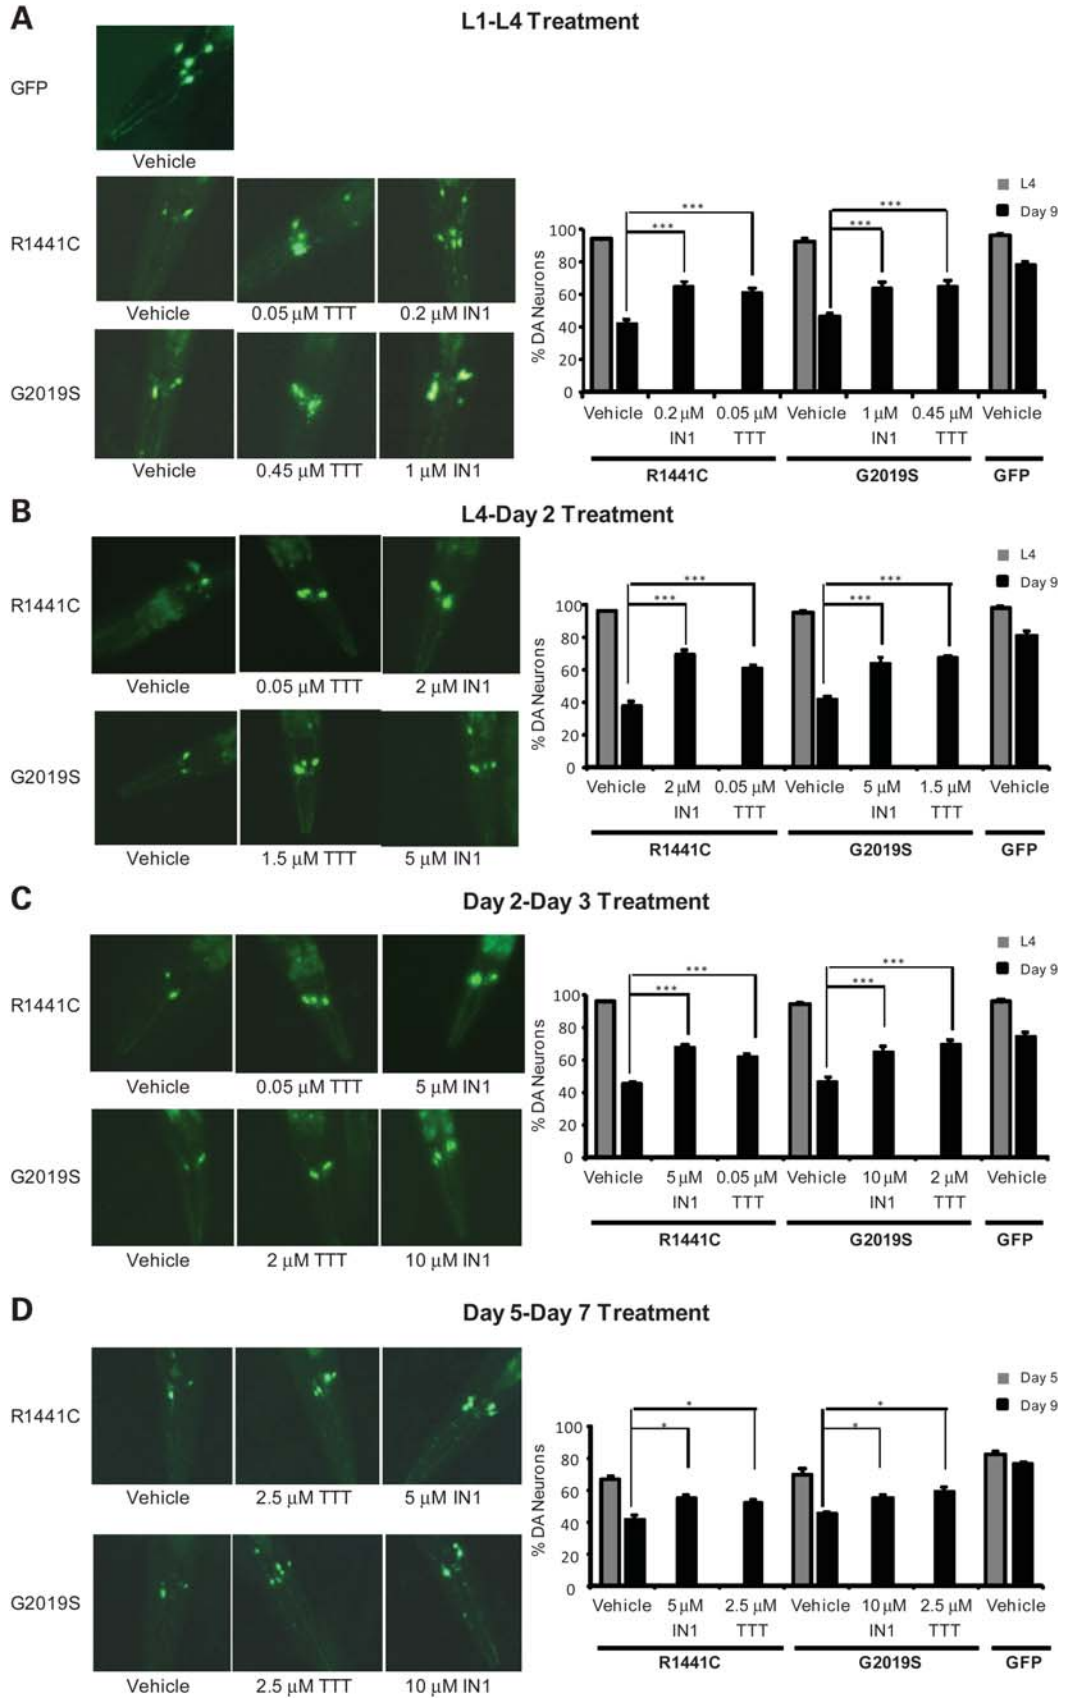 A
L1-L4 Treatment
GFP
Vehicle
R1441C
Vehicle
0.05 μM TTT
0.2 μM IN1
G2019S
Vehicle
0.45 μM TTT
1 μM IN1
L4
Day 9
*** *** *** ***
% DA Neurons
100
80
60
40
20
0
Vehicle 0.2 μM 0.05 μM Vehicle 1 μM 0.45 μM Vehicle
IN1 TTT IN1 TTT
R1441C G2019S GFP
B
L4-Day 2 Treatment
R1441C
Vehicle
0.05 μM TTT
2 μM IN1
G2019S
Vehicle
1.5 μM TTT
5 μM IN1
L4
Day 9
*** *** *** ***
% DA Neurons
100
80
60
40
20
0
Vehicle 2 μM 0.05 μM Vehicle 5 μM 1.5 μM Vehicle
IN1 TTT IN1 TTT
R1441C G2019S GFP
C
Day 2-Day 3 Treatment
R1441C
Vehicle
0.05 μM TTT
5 μM IN1
G2019S
Vehicle
2 μM TTT
10 μM IN1
L4
Day 9
*** *** *** ***
% DA Neurons
100
80
60
40
20
0
Vehicle 5 μM 0.05 μM Vehicle 10 μM 2 μM Vehicle
IN1 TTT IN1 TTT
R1441C G2019S GFP
D
Day 5-Day 7 Treatment
R1441C
Vehicle
2.5 μM TTT
5 μM IN1
G2019S
Vehicle
2.5 μM TTT
10 μM IN1
Day 5
Day 9
* * * *
% DA Neurons
100
80
60
40
20
0
Vehicle 5 μM 2.5 μM Vehicle 10 μM 2.5 μM Vehicle
IN1 TTT IN1 TTT
R1441C G2019S GFP